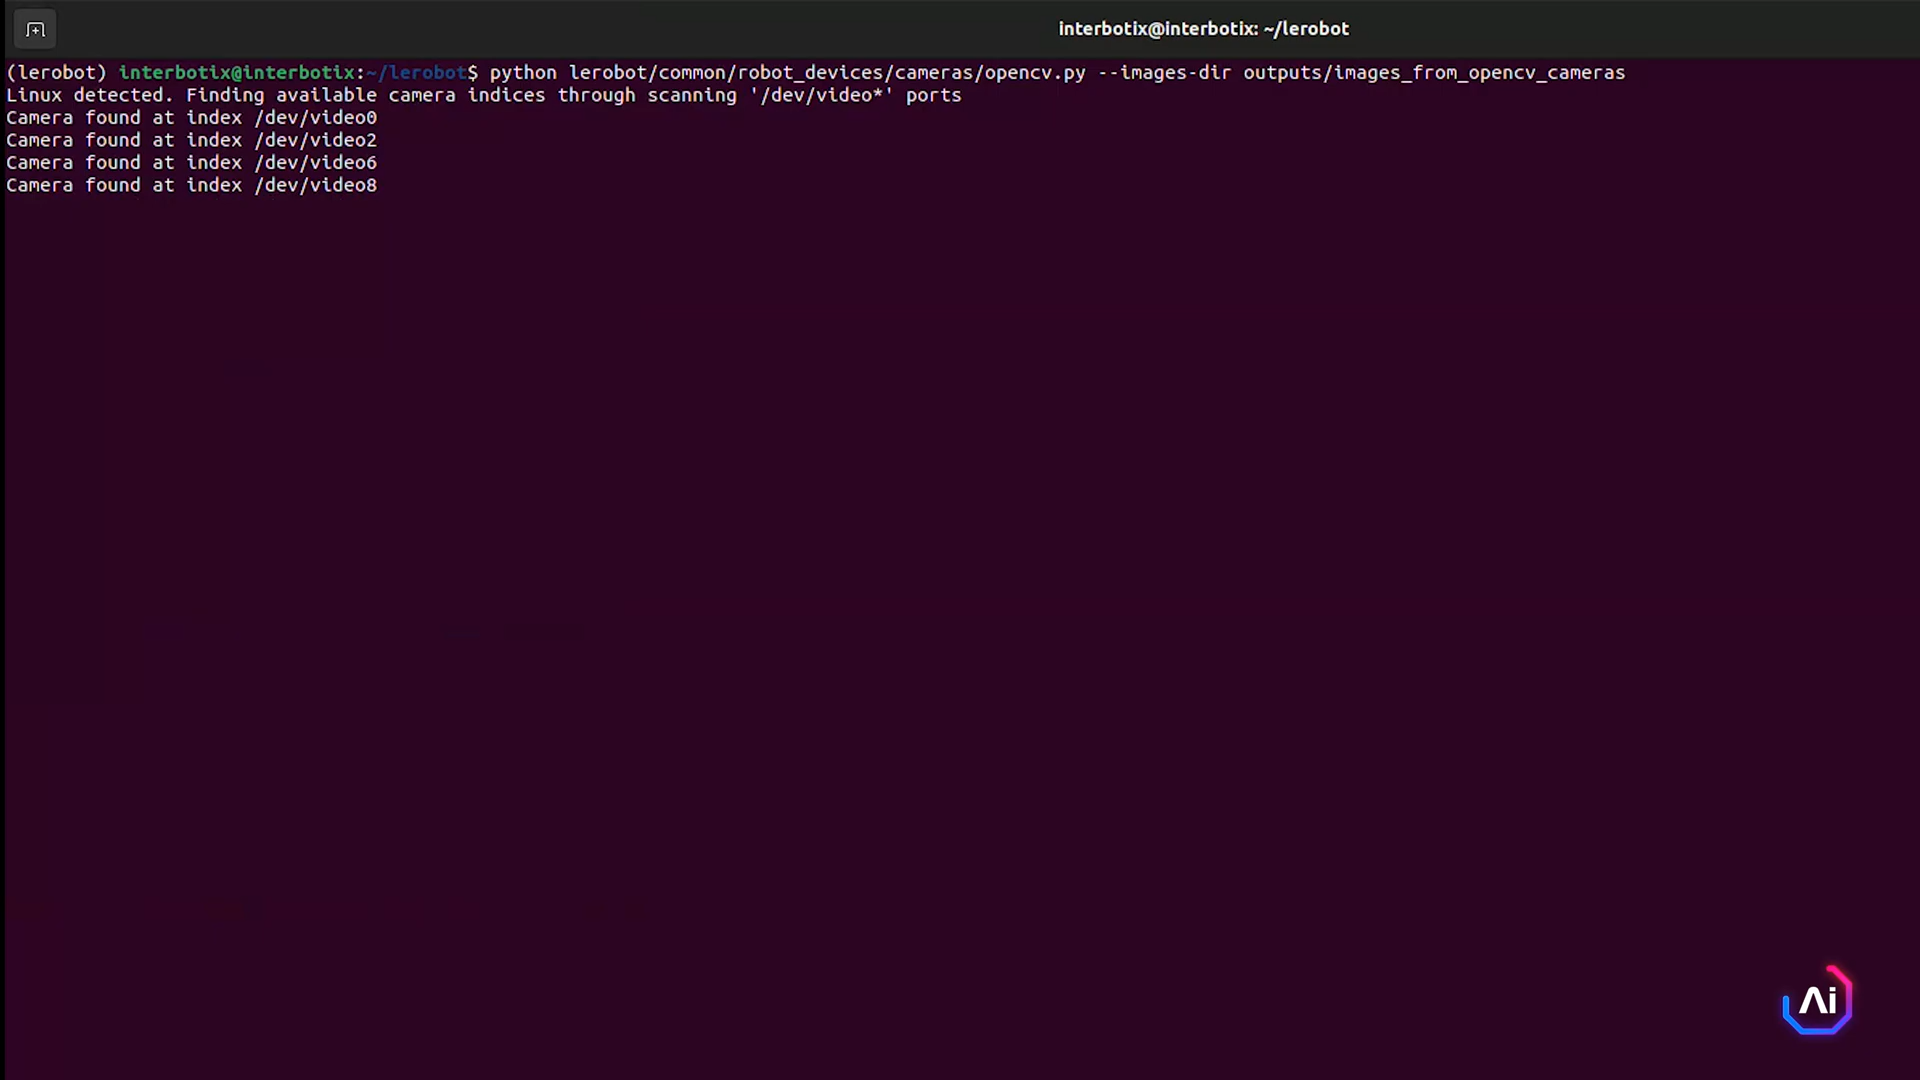 interbotix@interbotix: ~/lerobot
(lerobot) interbotix@interbotix:~/lerobot$ python lerobot/common/robot_devices/cameras/opencv.py --images-dir outputs/images_from_opencv_cameras
Linux detected. Finding available camera indices through scanning '/dev/video*' ports
Camera found at index /dev/video0
Camera found at index /dev/video2
Camera found at index /dev/video6
Camera found at index /dev/video8
Ai